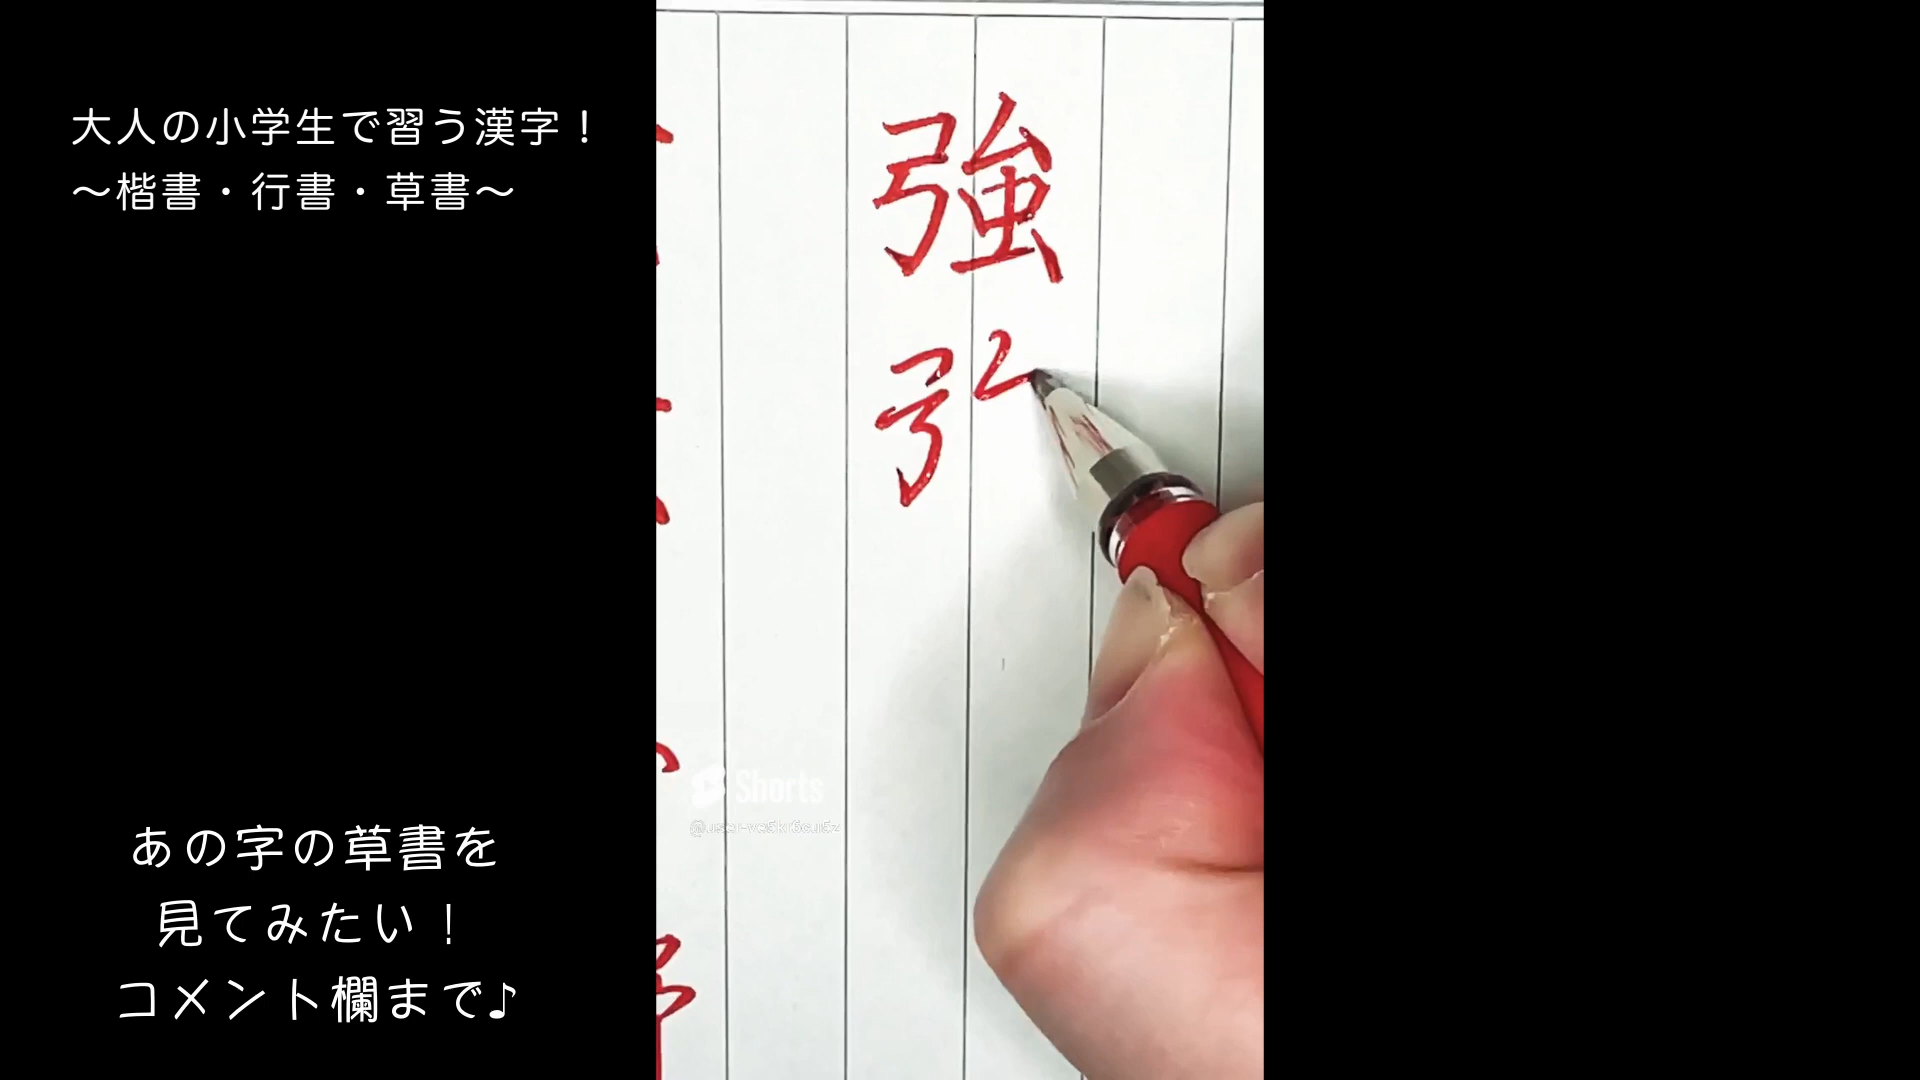 大人の小学生で習う漢字！
～楷書・行書・草書～
強
Shorts
あの字の草書を
見てみたい！
コメント欄まで♪